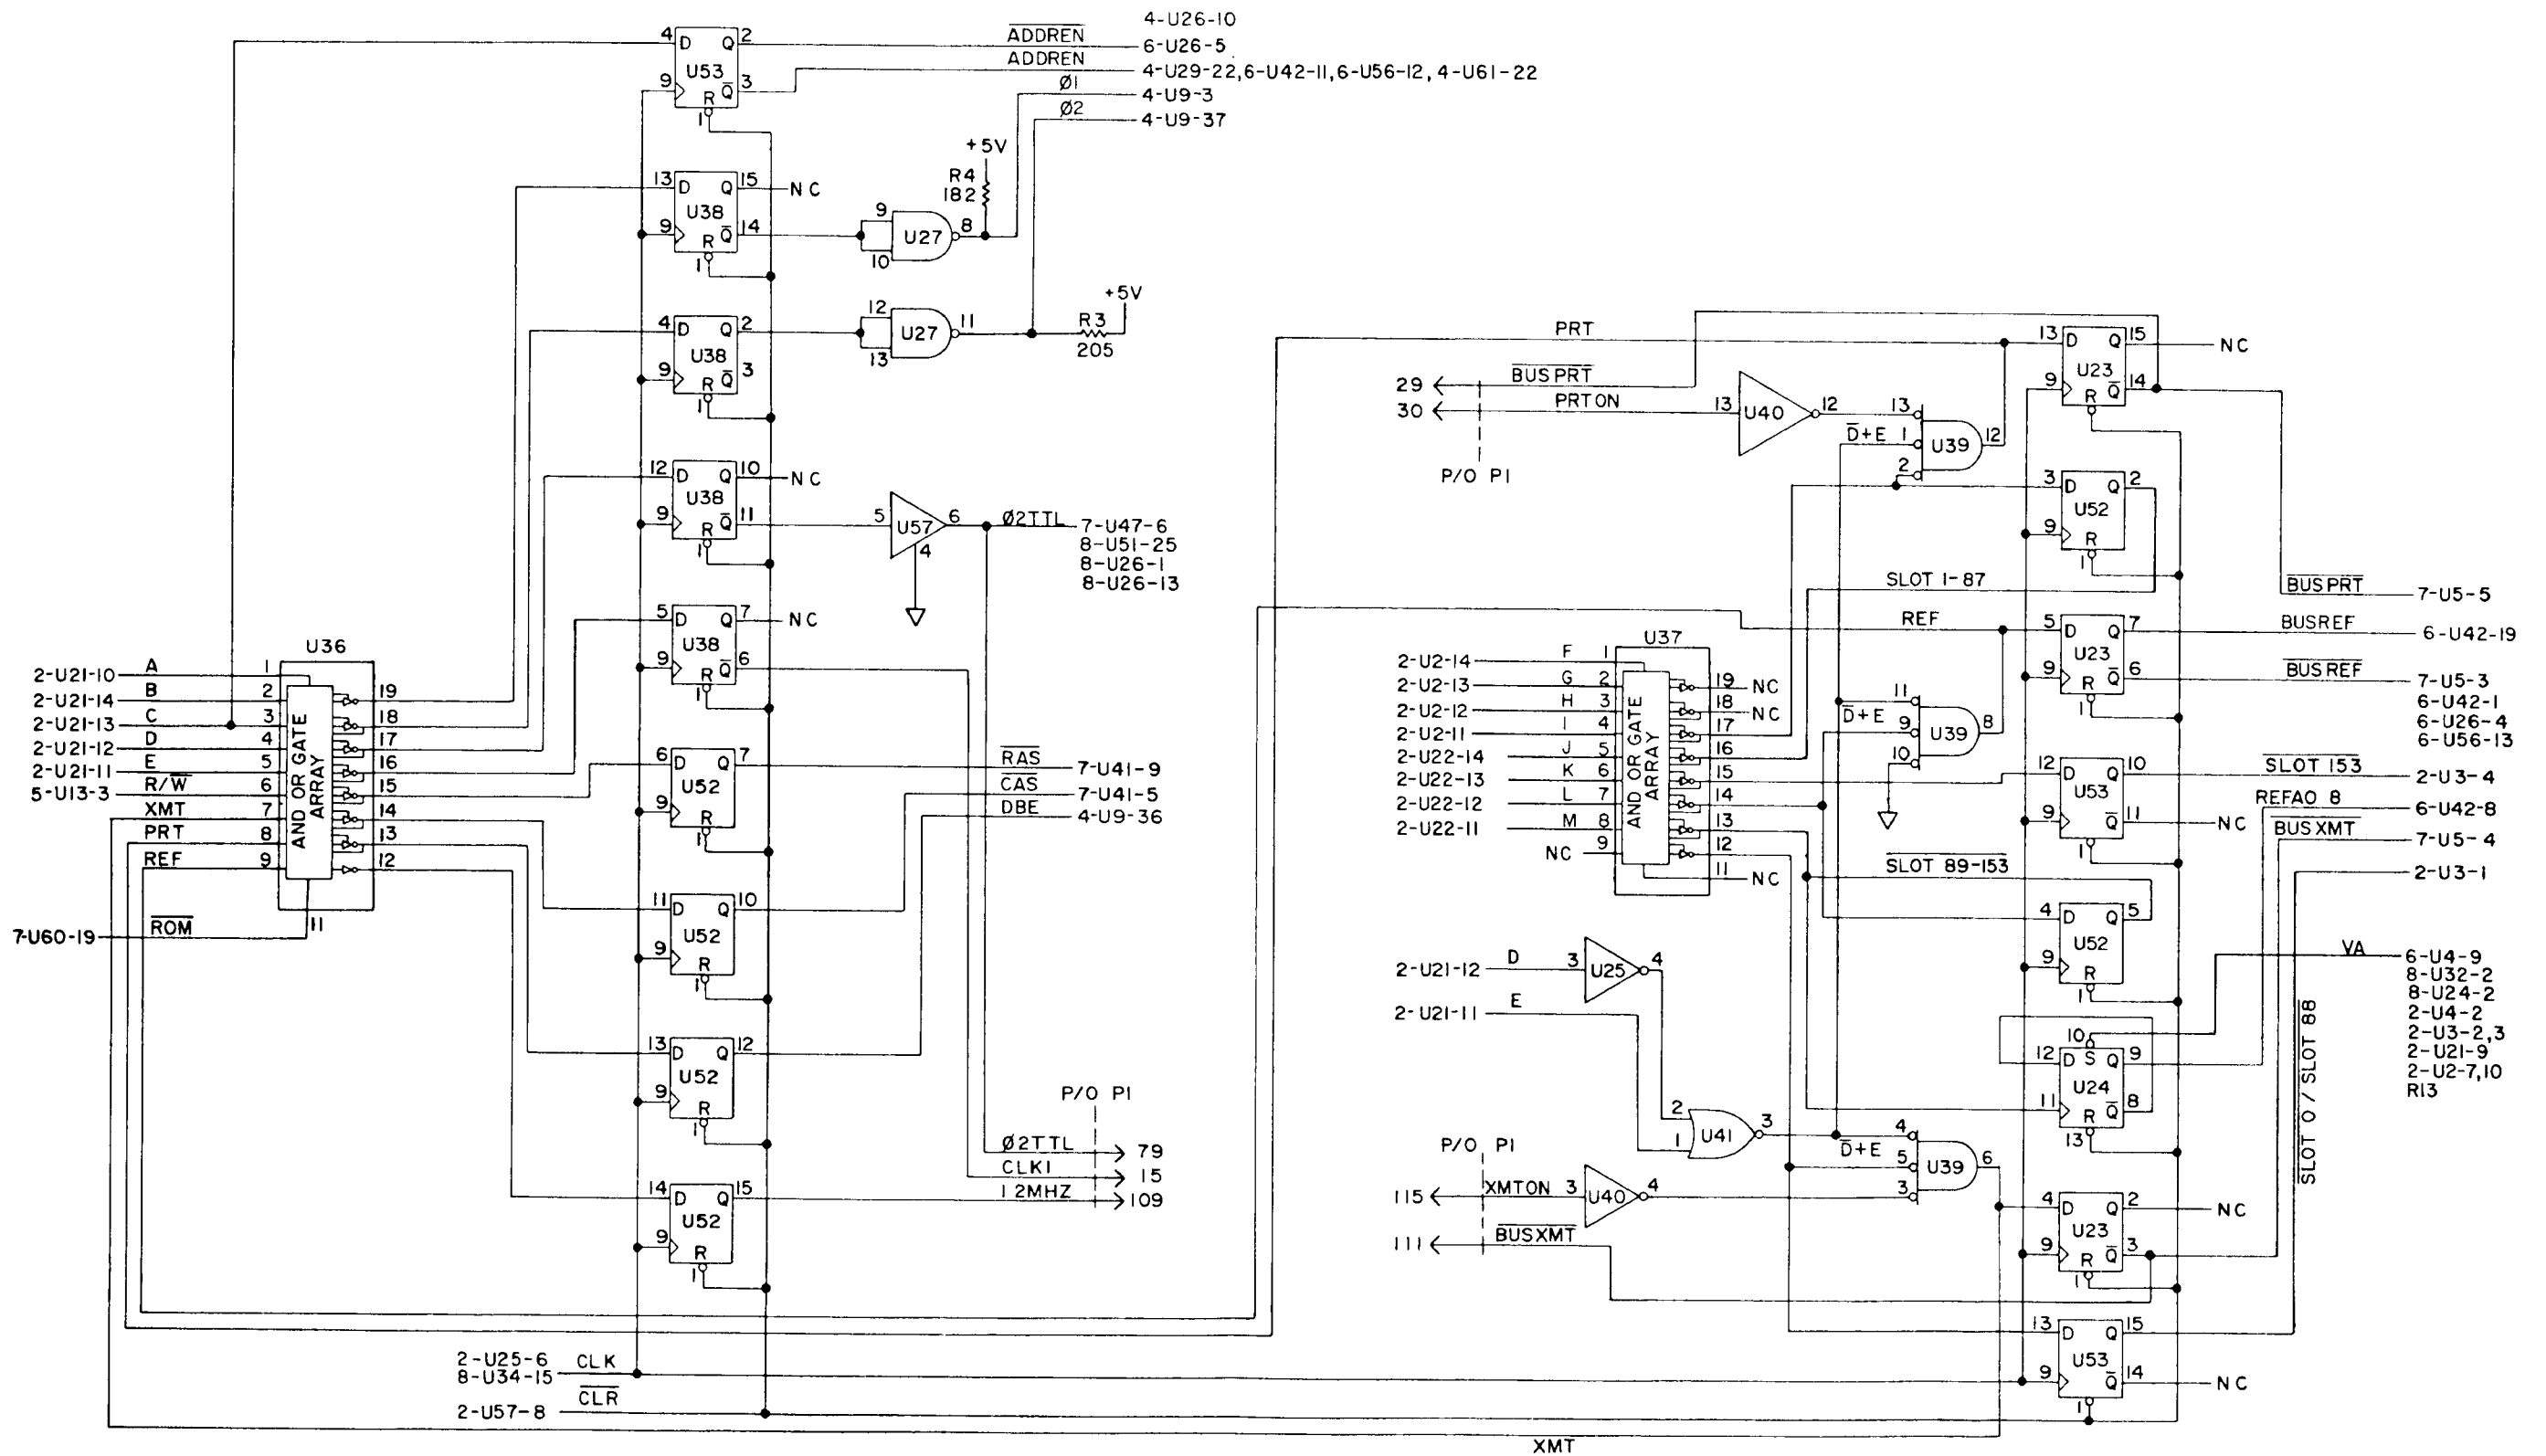 4-U26-10
ADDREN
6-U26-5
ADDREN
4-U29-22,6-U42-11,6-U56-12, 4-U61-22
Ø1
4-U9-3
Ø2
4-U9-37
4 D Q 2
U53
9 R Q̅ 3
1
+5V
R4
182
13 D Q 15 NC
U38
9 R Q̅ 14
1
9
U27 8
10
+5V
R3
205
4 D Q 2
U38
9 R Q̅ 3
1
12
U27 11
13
12 D Q 10 NC
U38
9 R Q̅ 11
1
5 U57 6
4
Ø2TTL
7-U47-6
8-U51-25
8-U26-1
8-U26-13
5 D Q 7 NC
U38
9 R Q̅ 6
1
U36
AND OR GATE
ARRAY
2-U21-10 A 1
2-U21-14 B 2 19
2-U21-13 C 3 18
2-U21-12 D 4 17
2-U21-11 E 5 16
5-U13-3 R/W̅ 6 15
XMT 7 14
PRT 8 13
REF 9 12
7-U60-19 ROM 11
6 D Q 7
U52
9 R
1
RAS 7-U41-9
CAS 7-U41-5
DBE 4-U9-36
11 D Q 10
U52
9 R
1
13 D Q 12
U52
9 R
1
14 D Q 15
U52
9 R
1
P/O P1
Ø2TTL 79
CLK1 15
12MHZ 109
2-U25-6 CLK
8-U34-15
CLR
2-U57-8
XMT
PRT
29 BUSPRT
30 PRTON
P/O P1
13 U40 12
13
D̅+E 1 U39 12
2
13 D Q 15 NC
U23
9 R Q̅ 14
3 D Q 2
U52
9 R
1
SLOT 1-87
BUSPRT 7-U5-5
REF
5 D Q 7
U23
9 R Q̅ 6
1
BUSREF 6-U42-19
BUSREF 7-U5-3
6-U42-1
6-U26-4
6-U56-13
U37
AND OR GATE
ARRAY
2-U2-14 F 1
2-U2-13 G 2 19 NC
2-U2-12 H 3 18 NC
2-U2-11 I 4 17
2-U22-14 J 5 16
2-U22-13 K 6 15
2-U22-12 L 7 14
2-U22-11 M 8 13
NC 9 12
11 NC
11
D̅+E 9 U39 8
10
12 D Q 10
U53
9 Q̅ 11 NC
1
SLOT 153 2-U3-4
REFAO 8 6-U42-8
BUSXMT 7-U5-4
2-U3-1
SLOT 89-153
4 D Q 5
U52
9 R
1
VA
6-U4-9
8-U32-2
8-U24-2
2-U4-2
2-U3-2,3
2-U21-9
2-U2-7,10
R13
2-U21-12 D 3 U25 4
2-U21-11 E
10
12 D S Q 9
U24
11 R Q̅ 8
13
SLOT 0 / SLOT 88
2
U41 3
1
D̅+E 4
5 U39 6
3
P/O P1
115 XMTON 3 U40 4
111 BUSXMT
4 D Q 2 NC
U23
9 R Q̅ 3
1
13 D Q 15
U53
9 Q̅ 14 NC
1